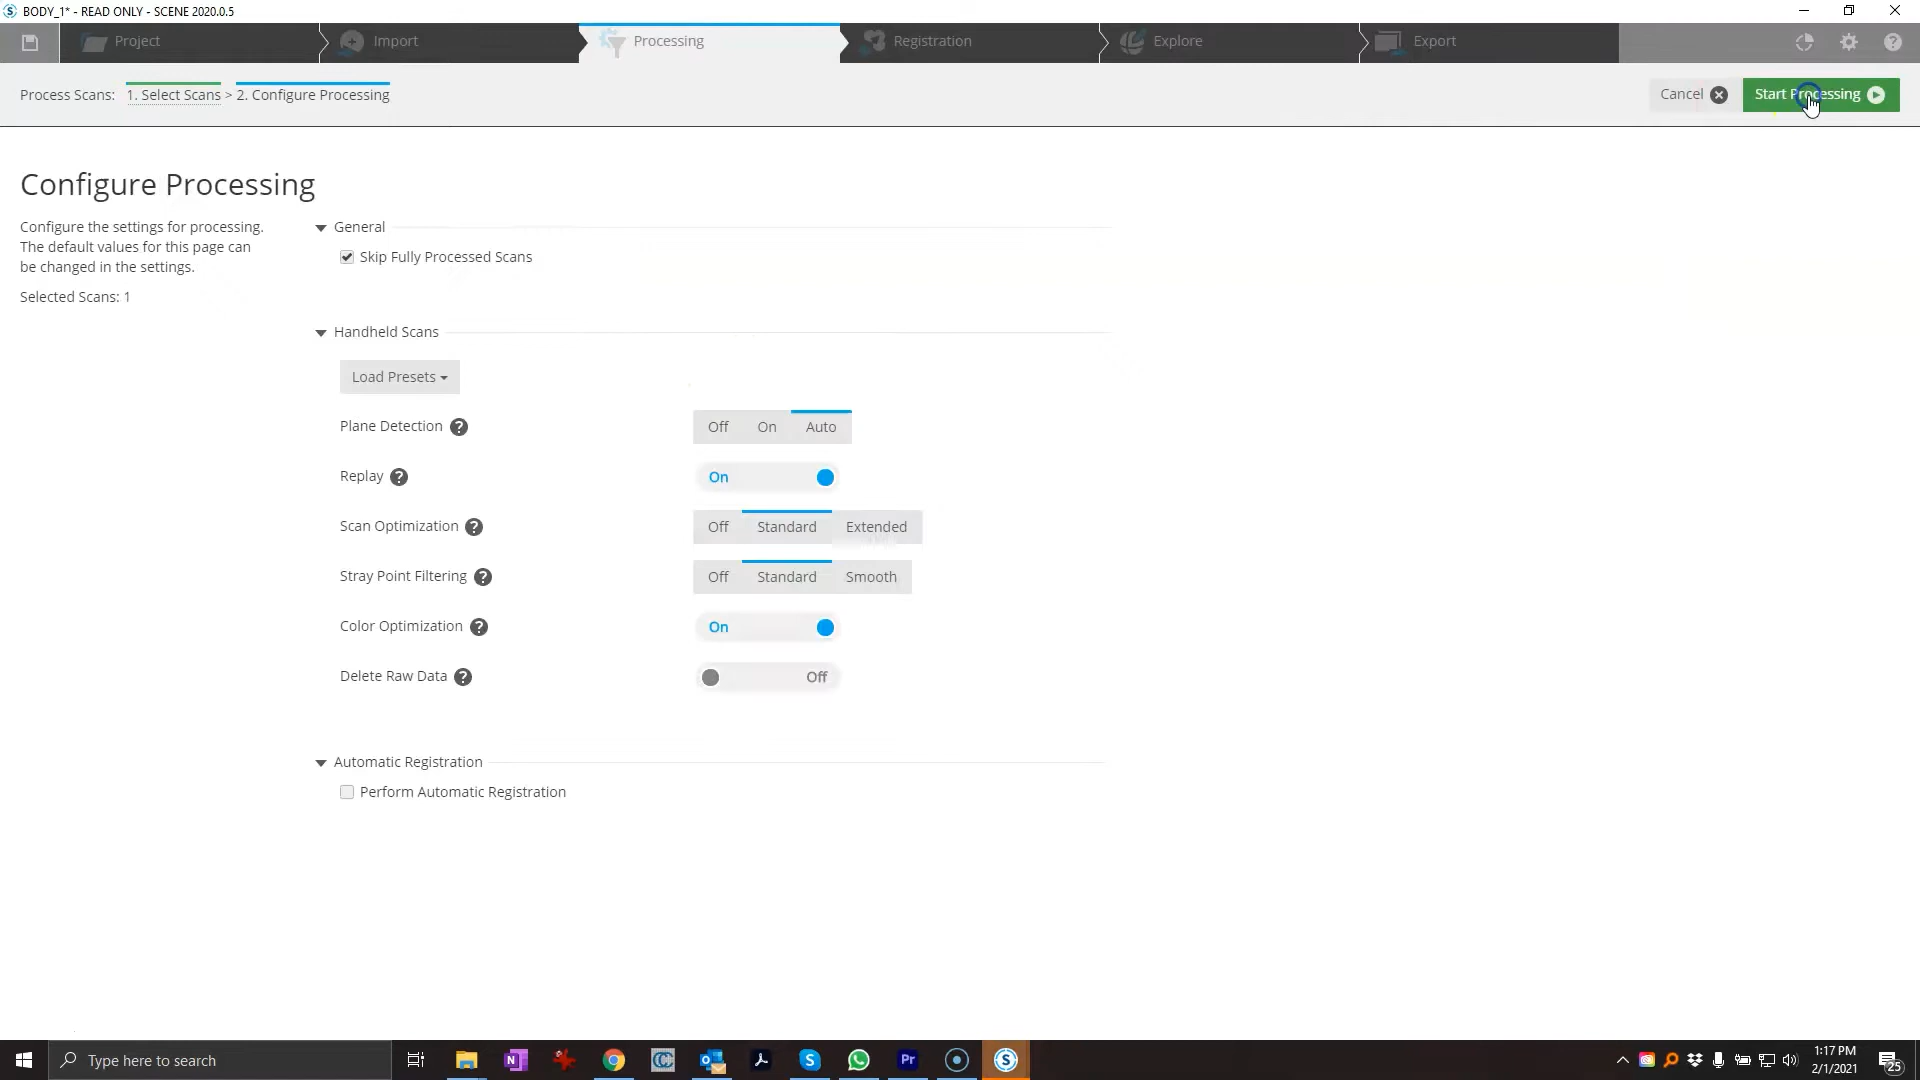 BODY_1* - READ ONLY - SCENE 2020.0.5
Project
Import
Processing
Registration
Explore
Export
Process Scans: 1. Select Scans > 2. Configure Processing
Cancel
Start Processing
Configure Processing
Configure the settings for processing.
The default values for this page can
be changed in the settings.
Selected Scans: 1
General
Skip Fully Processed Scans
Handheld Scans
Load Presets
Plane Detection ?
Off On Auto
Replay ?
On
Scan Optimization ?
Off Standard Extended
Stray Point Filtering ?
Off Standard Smooth
Color Optimization ?
On
Delete Raw Data ?
Off
Automatic Registration
Perform Automatic Registration
Type here to search
1:17 PM
2/1/2021
25